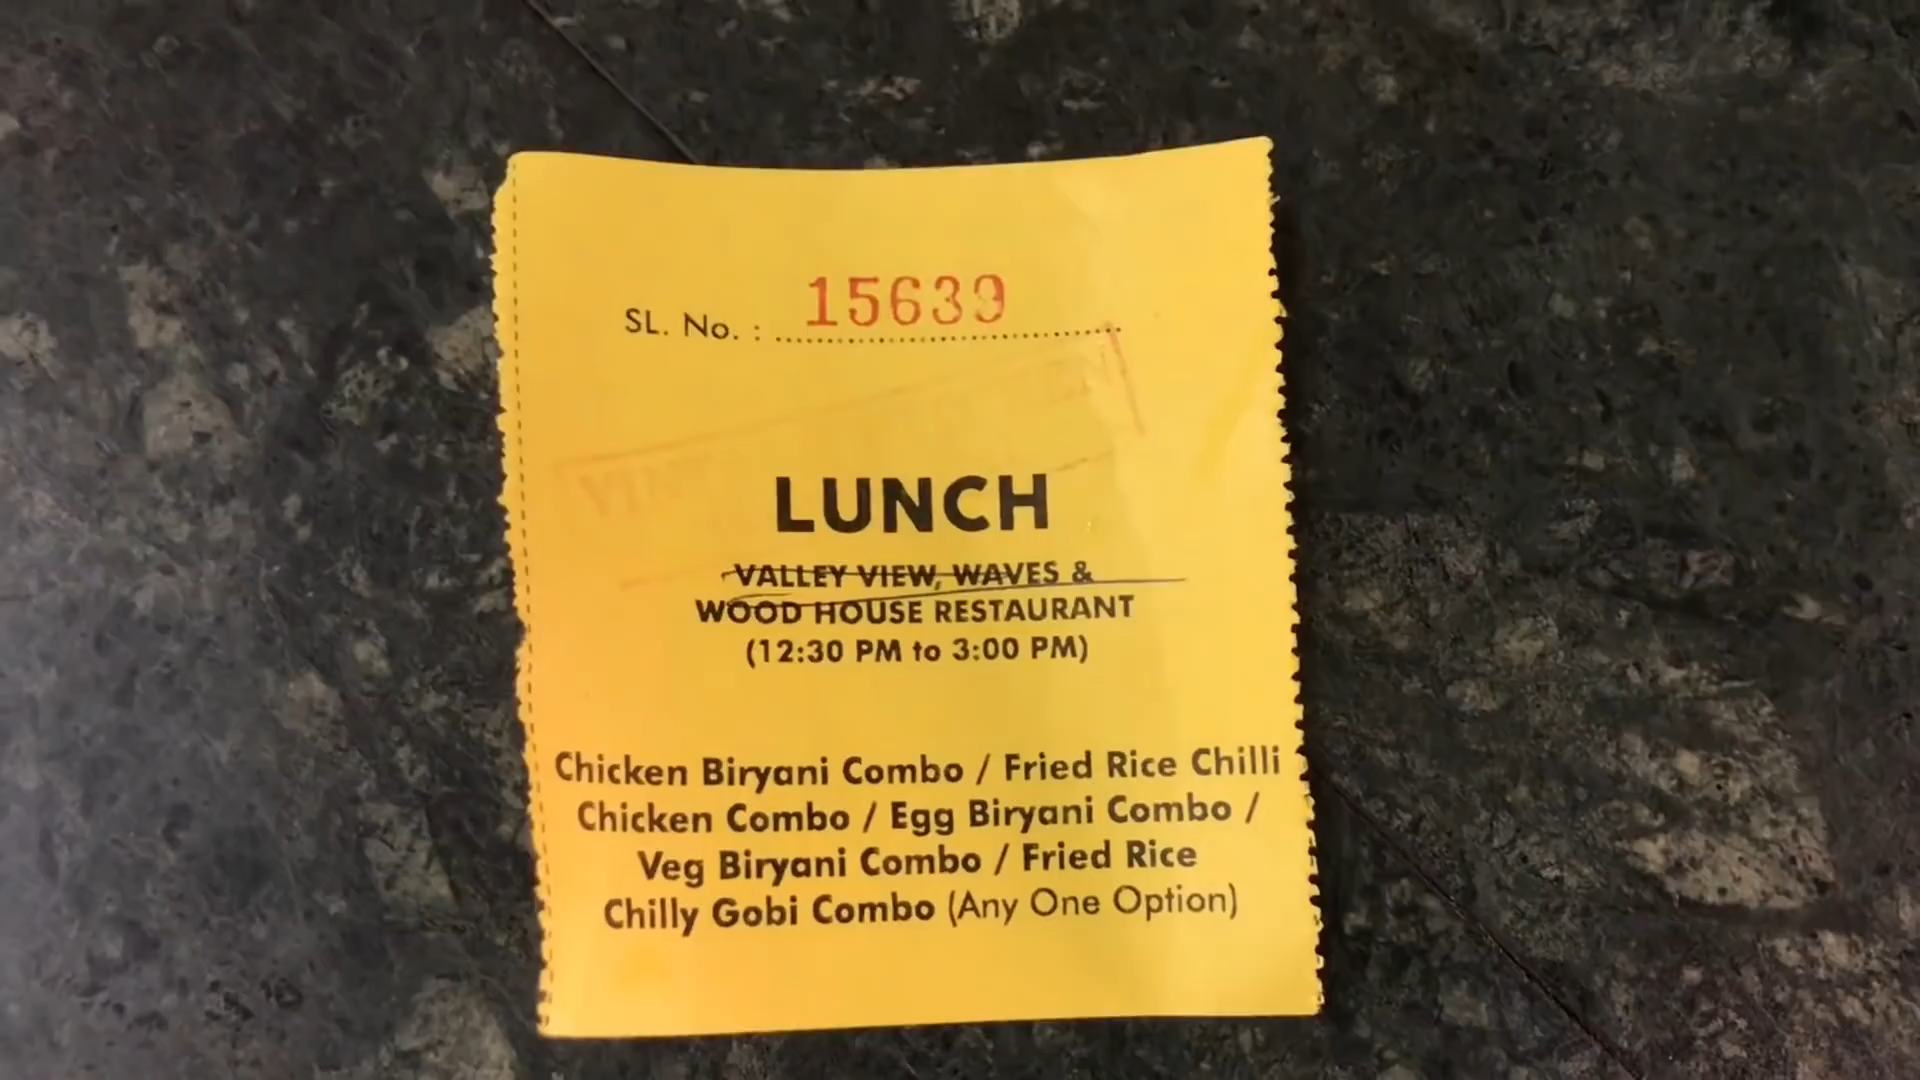 SL. No. : 15639
LUNCH
VALLEY VIEW, WAVES &
WOOD HOUSE RESTAURANT
(12:30 PM to 3:00 PM)
Chicken Biryani Combo / Fried Rice Chilli
Chicken Combo / Egg Biryani Combo /
Veg Biryani Combo / Fried Rice
Chilly Gobi Combo (Any One Option)